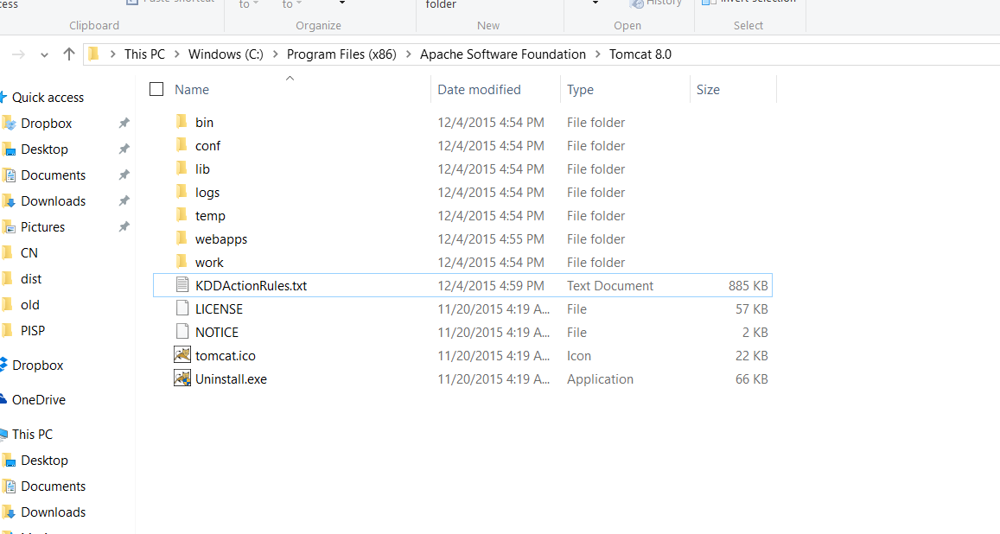 cess Paste shortcut to to folder History Invert selection
Clipboard Organize New Open Select
This PC Windows (C:) Program Files (x86) Apache Software Foundation Tomcat 8.0
Name Date modified Type Size
Quick access
Dropbox
Desktop
Documents
Downloads
Pictures
CN
dist
old
PISP
Dropbox
OneDrive
This PC
Desktop
Documents
Downloads
bin 12/4/2015 4:54 PM File folder
conf 12/4/2015 4:54 PM File folder
lib 12/4/2015 4:54 PM File folder
logs 12/4/2015 4:54 PM File folder
temp 12/4/2015 4:54 PM File folder
webapps 12/4/2015 4:55 PM File folder
work 12/4/2015 4:54 PM File folder
KDDActionRules.txt 12/4/2015 4:59 PM Text Document 885 KB
LICENSE 11/20/2015 4:19 A... File 57 KB
NOTICE 11/20/2015 4:19 A... File 2 KB
tomcat.ico 11/20/2015 4:19 A... Icon 22 KB
Uninstall.exe 11/20/2015 4:19 A... Application 66 KB